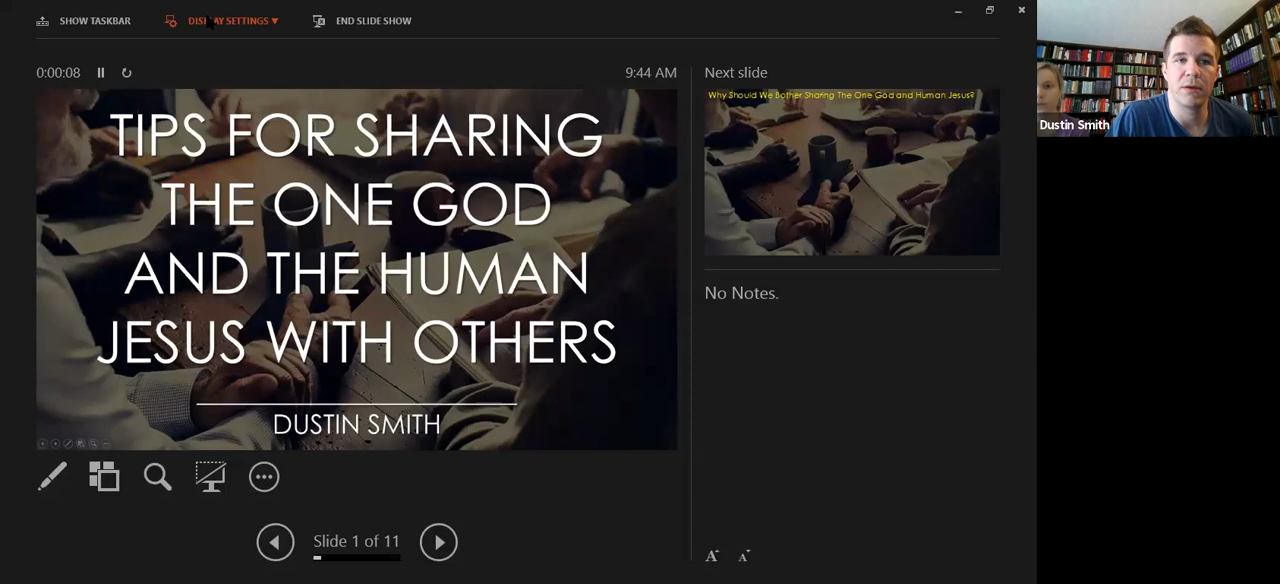 SHOW TASKBAR
DISPLAY SETTINGS ▼
END SLIDE SHOW
0:00:08
9:44 AM
TIPS FOR SHARING
THE ONE GOD
AND THE HUMAN
JESUS WITH OTHERS
DUSTIN SMITH
Slide 1 of 11
Next slide
Why Should We Bother Sharing The One God and Human Jesus?
No Notes.
A
A
Dustin Smith